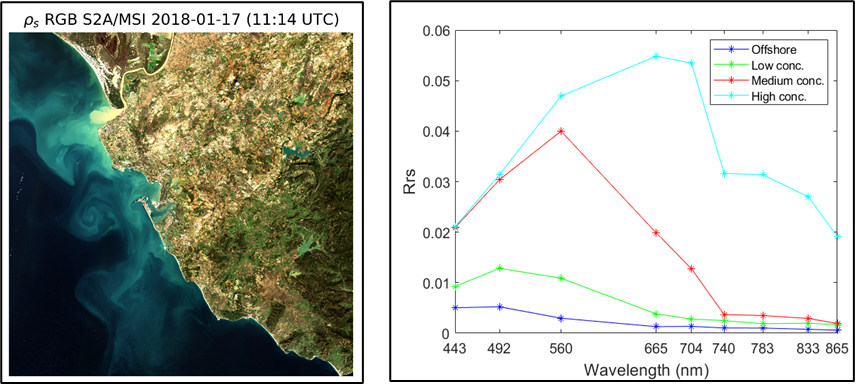 ρs RGB S2A/MSI 2018-01-17 (11:14 UTC)
0.06
0.05
0.04
0.03
0.02
0.01
0
Rrs
Offshore
Low conc.
Medium conc.
High conc.
443 492 560 665 704 740 783 833 865
Wavelength (nm)